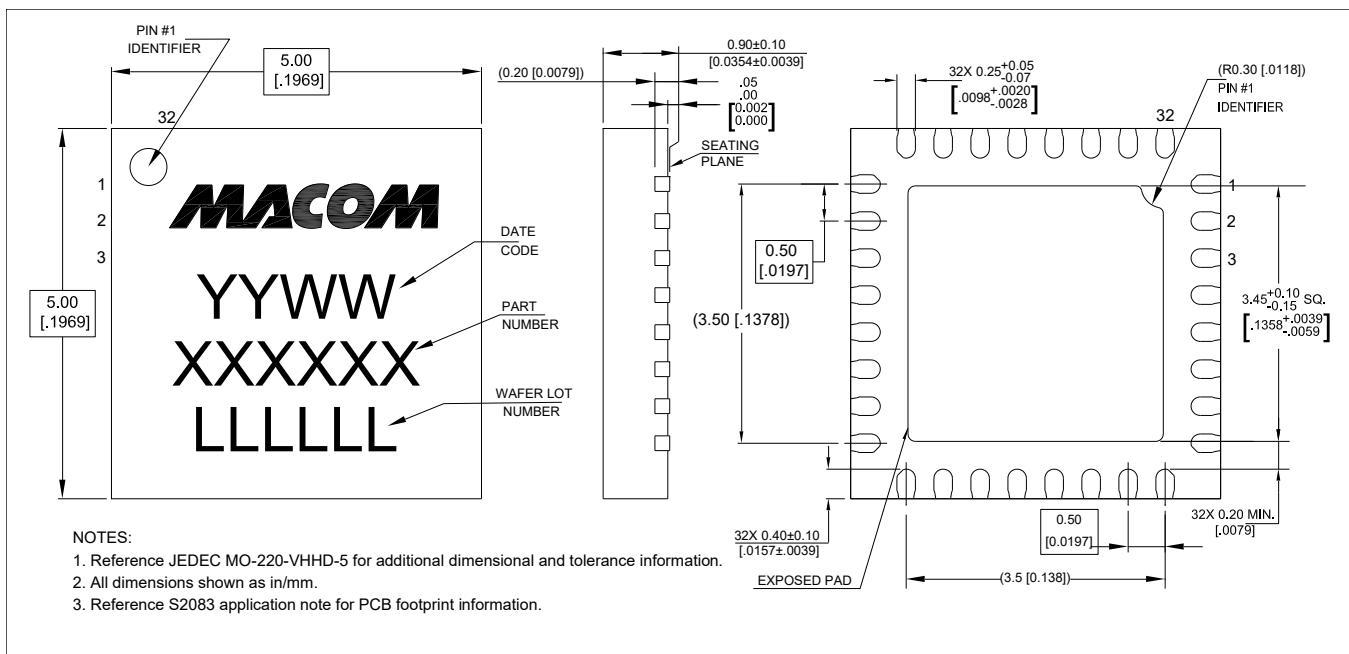 PIN #1
IDENTIFIER
5.00
[.1969]
32
1
2
3
5.00
[.1969]
MACOM
YYWW
XXXXXX
LLLLLL
DATE
CODE
PART
NUMBER
WAFER LOT
NUMBER
0.90±0.10
[0.0354±0.0039]
(0.20 [0.0079])
.05
.00
[0.002
0.000]
SEATING
PLANE
0.50
[.0197]
(3.50 [.1378])
32X 0.25+0.05
-0.07
[.0098+.0020
-.0028]
(R0.30 [.0118])
PIN #1
IDENTIFIER
32
1
2
3
3.45+0.10
-0.15 SQ.
[.1358+.0039
-.0059]
32X 0.40±0.10
[.0157±.0039]
EXPOSED PAD
0.50
[0.0197]
32X 0.20 MIN.
[.0079]
(3.5 [0.138])
NOTES:
1. Reference JEDEC MO-220-VHHD-5 for additional dimensional and tolerance information.
2. All dimensions shown as in/mm.
3. Reference S2083 application note for PCB footprint information.